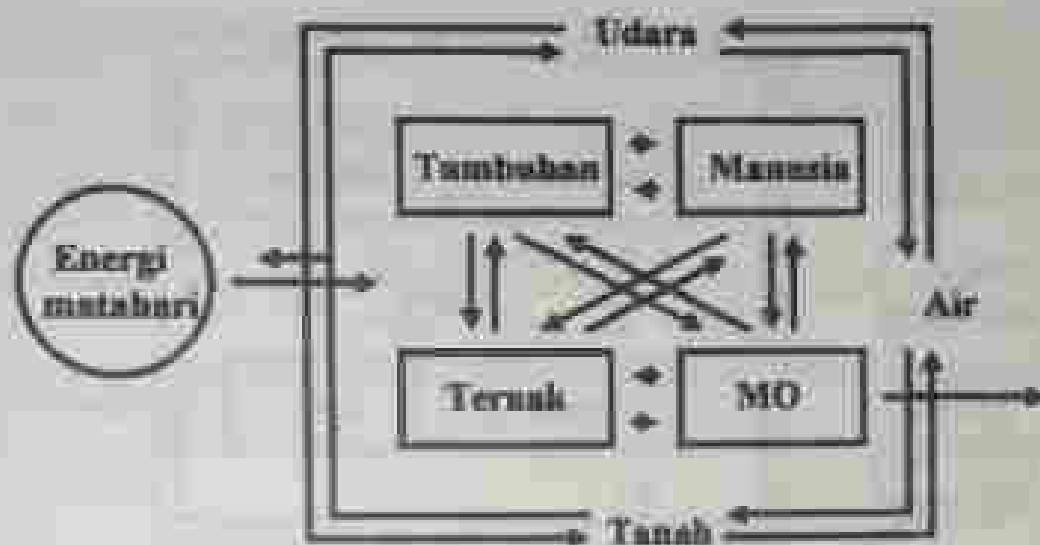 Udara
Tumbuhan
Manusia
Energi
matahari
Air
Ternak
MO
Tanah